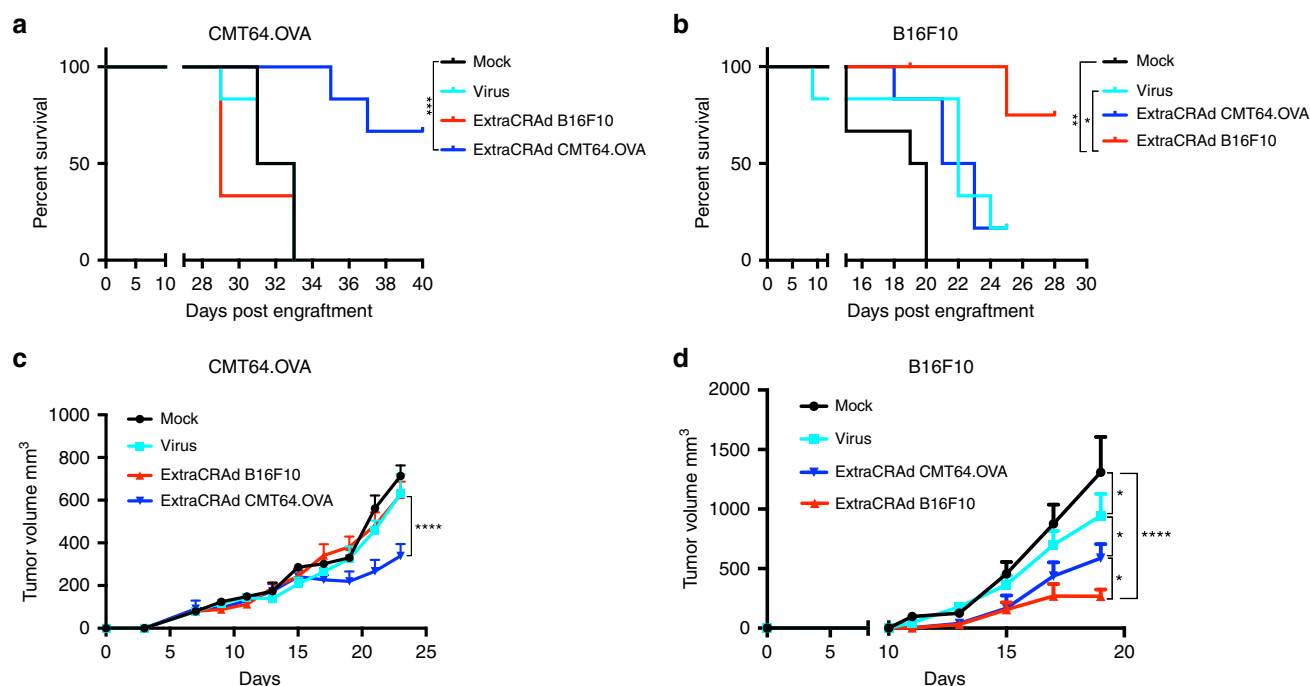 a
CMT64.OVA
100
50
0
Percent survival
0 5 10 28 30 32 34 36 38 40
Days post engraftment
Mock
Virus
ExtraCRAd B16F10
ExtraCRAd CMT64.OVA
***
b
B16F10
100
50
0
Percent survival
0 5 10 16 18 20 22 24 26 28 30
Days post engraftment
Mock
Virus
ExtraCRAd CMT64.OVA
ExtraCRAd B16F10
**
*
c
CMT64.OVA
1000
800
600
400
200
0
Tumor volume mm³
0 5 10 15 20 25
Days
Mock
Virus
ExtraCRAd B16F10
ExtraCRAd CMT64.OVA
****
d
B16F10
2000
1500
1000
500
0
Tumor volume mm³
0 5 10 15 20
Days
Mock
Virus
ExtraCRAd CMT64.OVA
ExtraCRAd B16F10
*
*
*
****